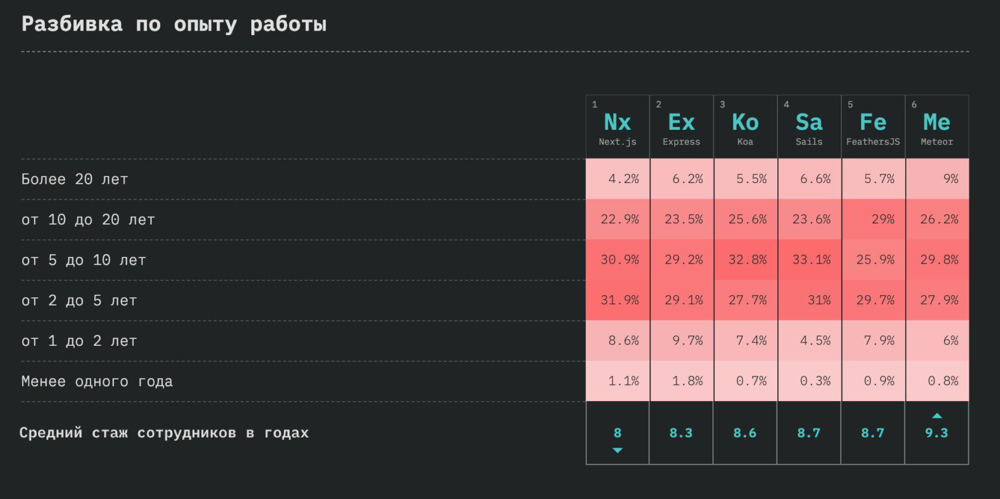 Разбивка по опыту работы
1 2 3 4 5 6
Nx Ex Ko Sa Fe Me
Next.js Express Koa Sails FeathersJS Meteor
Более 20 лет 4.2% 6.2% 5.5% 6.6% 5.7% 9%
от 10 до 20 лет 22.9% 23.5% 25.6% 23.6% 29% 26.2%
от 5 до 10 лет 30.9% 29.2% 32.8% 33.1% 25.9% 29.8%
от 2 до 5 лет 31.9% 29.1% 27.7% 31% 29.7% 27.9%
от 1 до 2 лет 8.6% 9.7% 7.4% 4.5% 7.9% 6%
Менее одного года 1.1% 1.8% 0.7% 0.3% 0.9% 0.8%
Средний стаж сотрудников в годах 8 8.3 8.6 8.7 8.7 9.3